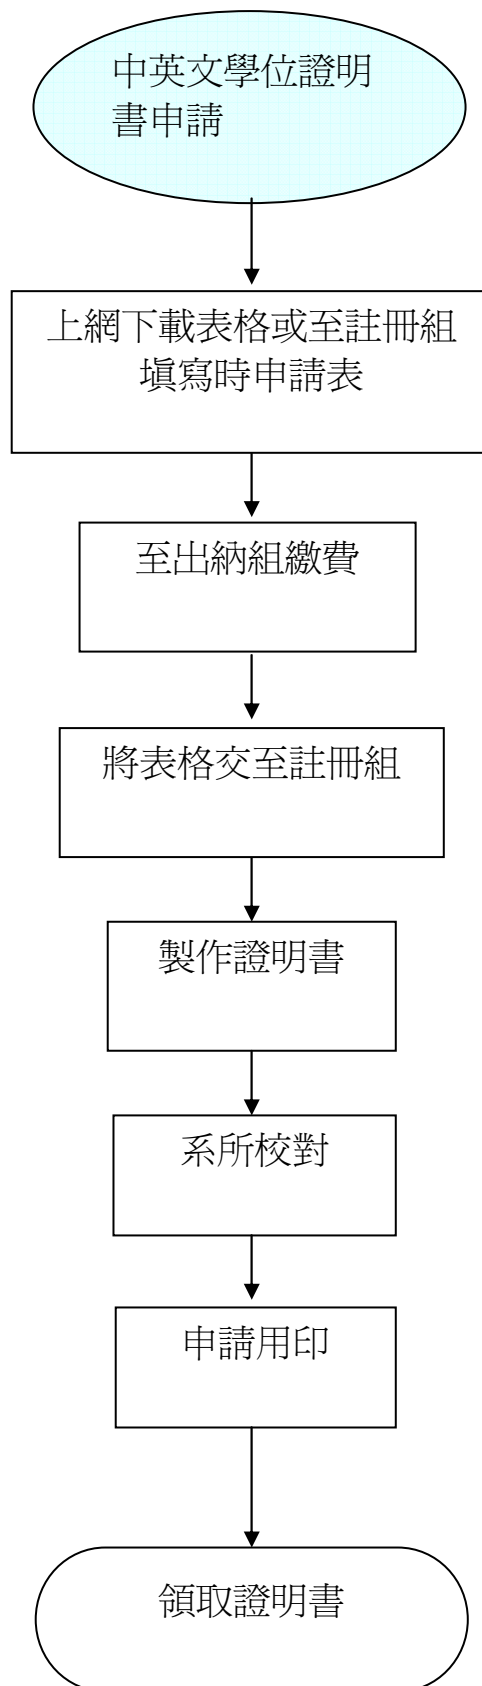 中英文學位證明
書申請
上網下載表格或至註冊組
填寫時申請表
至出納組繳費
將表格交至註冊組
製作證明書
系所校對
申請用印
領取證明書